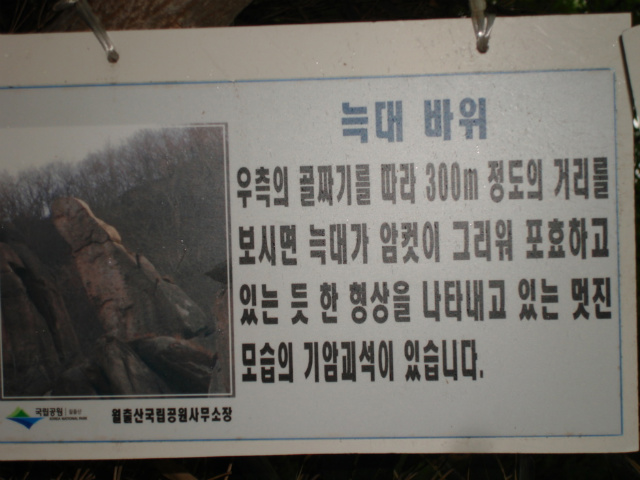 늑대 바위
우측의 골짜기를 따라 300m 정도의 거리를
보시면 늑대가 암컷이 그리워 포효하고
있는 듯 한 형상을 나타내고 있는 멋진
모습의 기암괴석이 있습니다.
국립공원
월출산국립공원사무소장